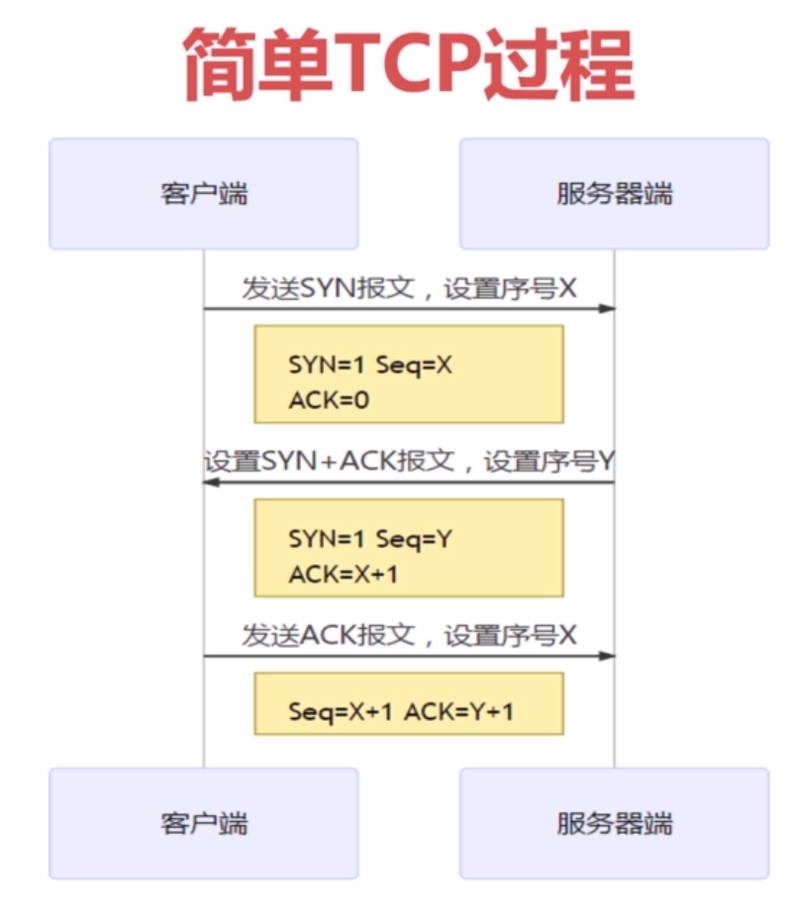 简单TCP过程
客户端
服务器端
发送SYN报文，设置序号X
SYN=1 Seq=X
ACK=0
设置SYN+ACK报文，设置序号Y
SYN=1 Seq=Y
ACK=X+1
发送ACK报文，设置序号X
Seq=X+1 ACK=Y+1
客户端
服务器端